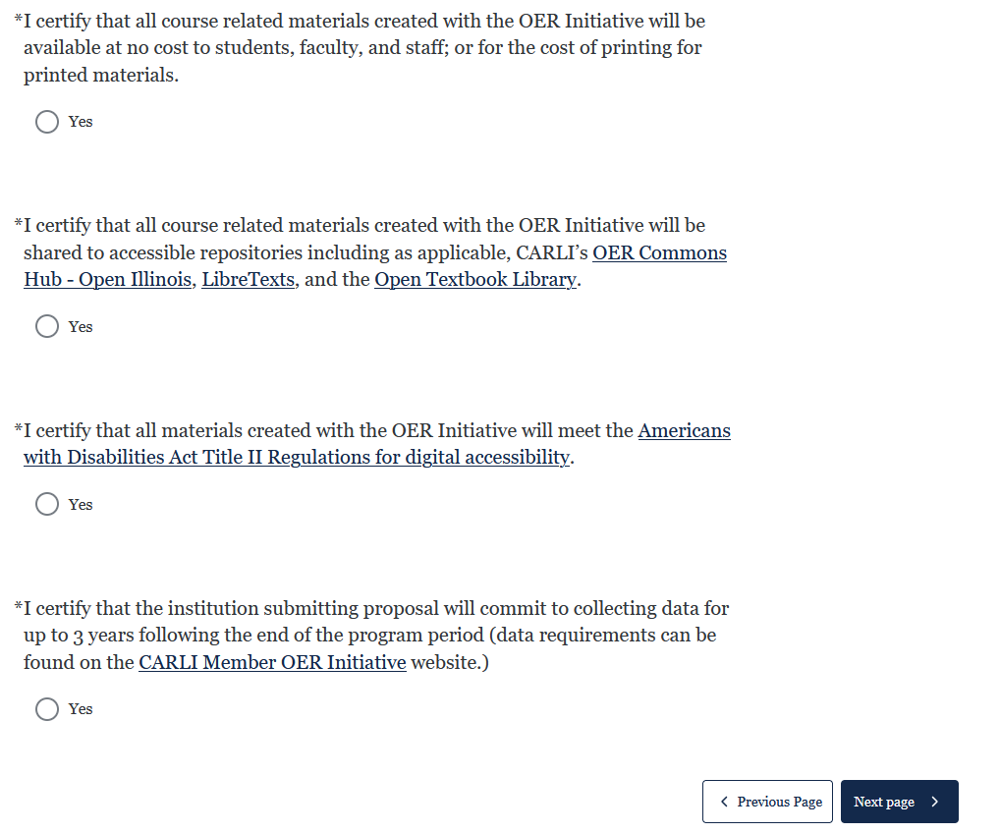 *I certify that all course related materials created with the OER Initiative will be
available at no cost to students, faculty, and staff; or for the cost of printing for
printed materials.
Yes
*I certify that all course related materials created with the OER Initiative will be
shared to accessible repositories including as applicable, CARLI’s OER Commons
Hub - Open Illinois, LibreTexts, and the Open Textbook Library.
Yes
*I certify that all materials created with the OER Initiative will meet the Americans
with Disabilities Act Title II Regulations for digital accessibility.
Yes
*I certify that the institution submitting proposal will commit to collecting data for
up to 3 years following the end of the program period (data requirements can be
found on the CARLI Member OER Initiative website.)
Yes
Previous Page Next page